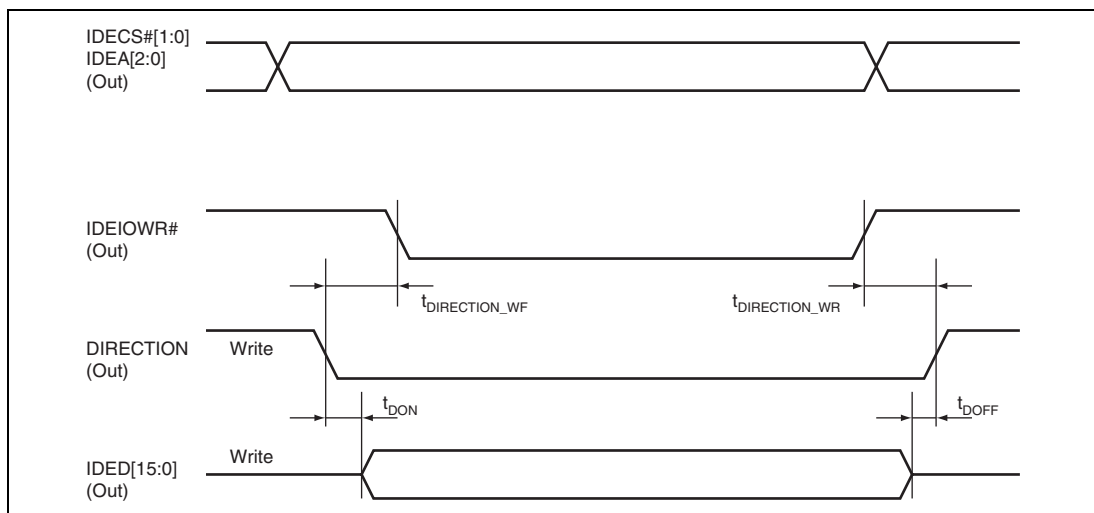 IDECS#[1:0]
IDEA[2:0]
(Out)
IDEIOWR#
(Out)
tDIRECTION_WF
tDIRECTION_WR
DIRECTION
(Out)
Write
tDON
tDOFF
IDED[15:0]
(Out)
Write